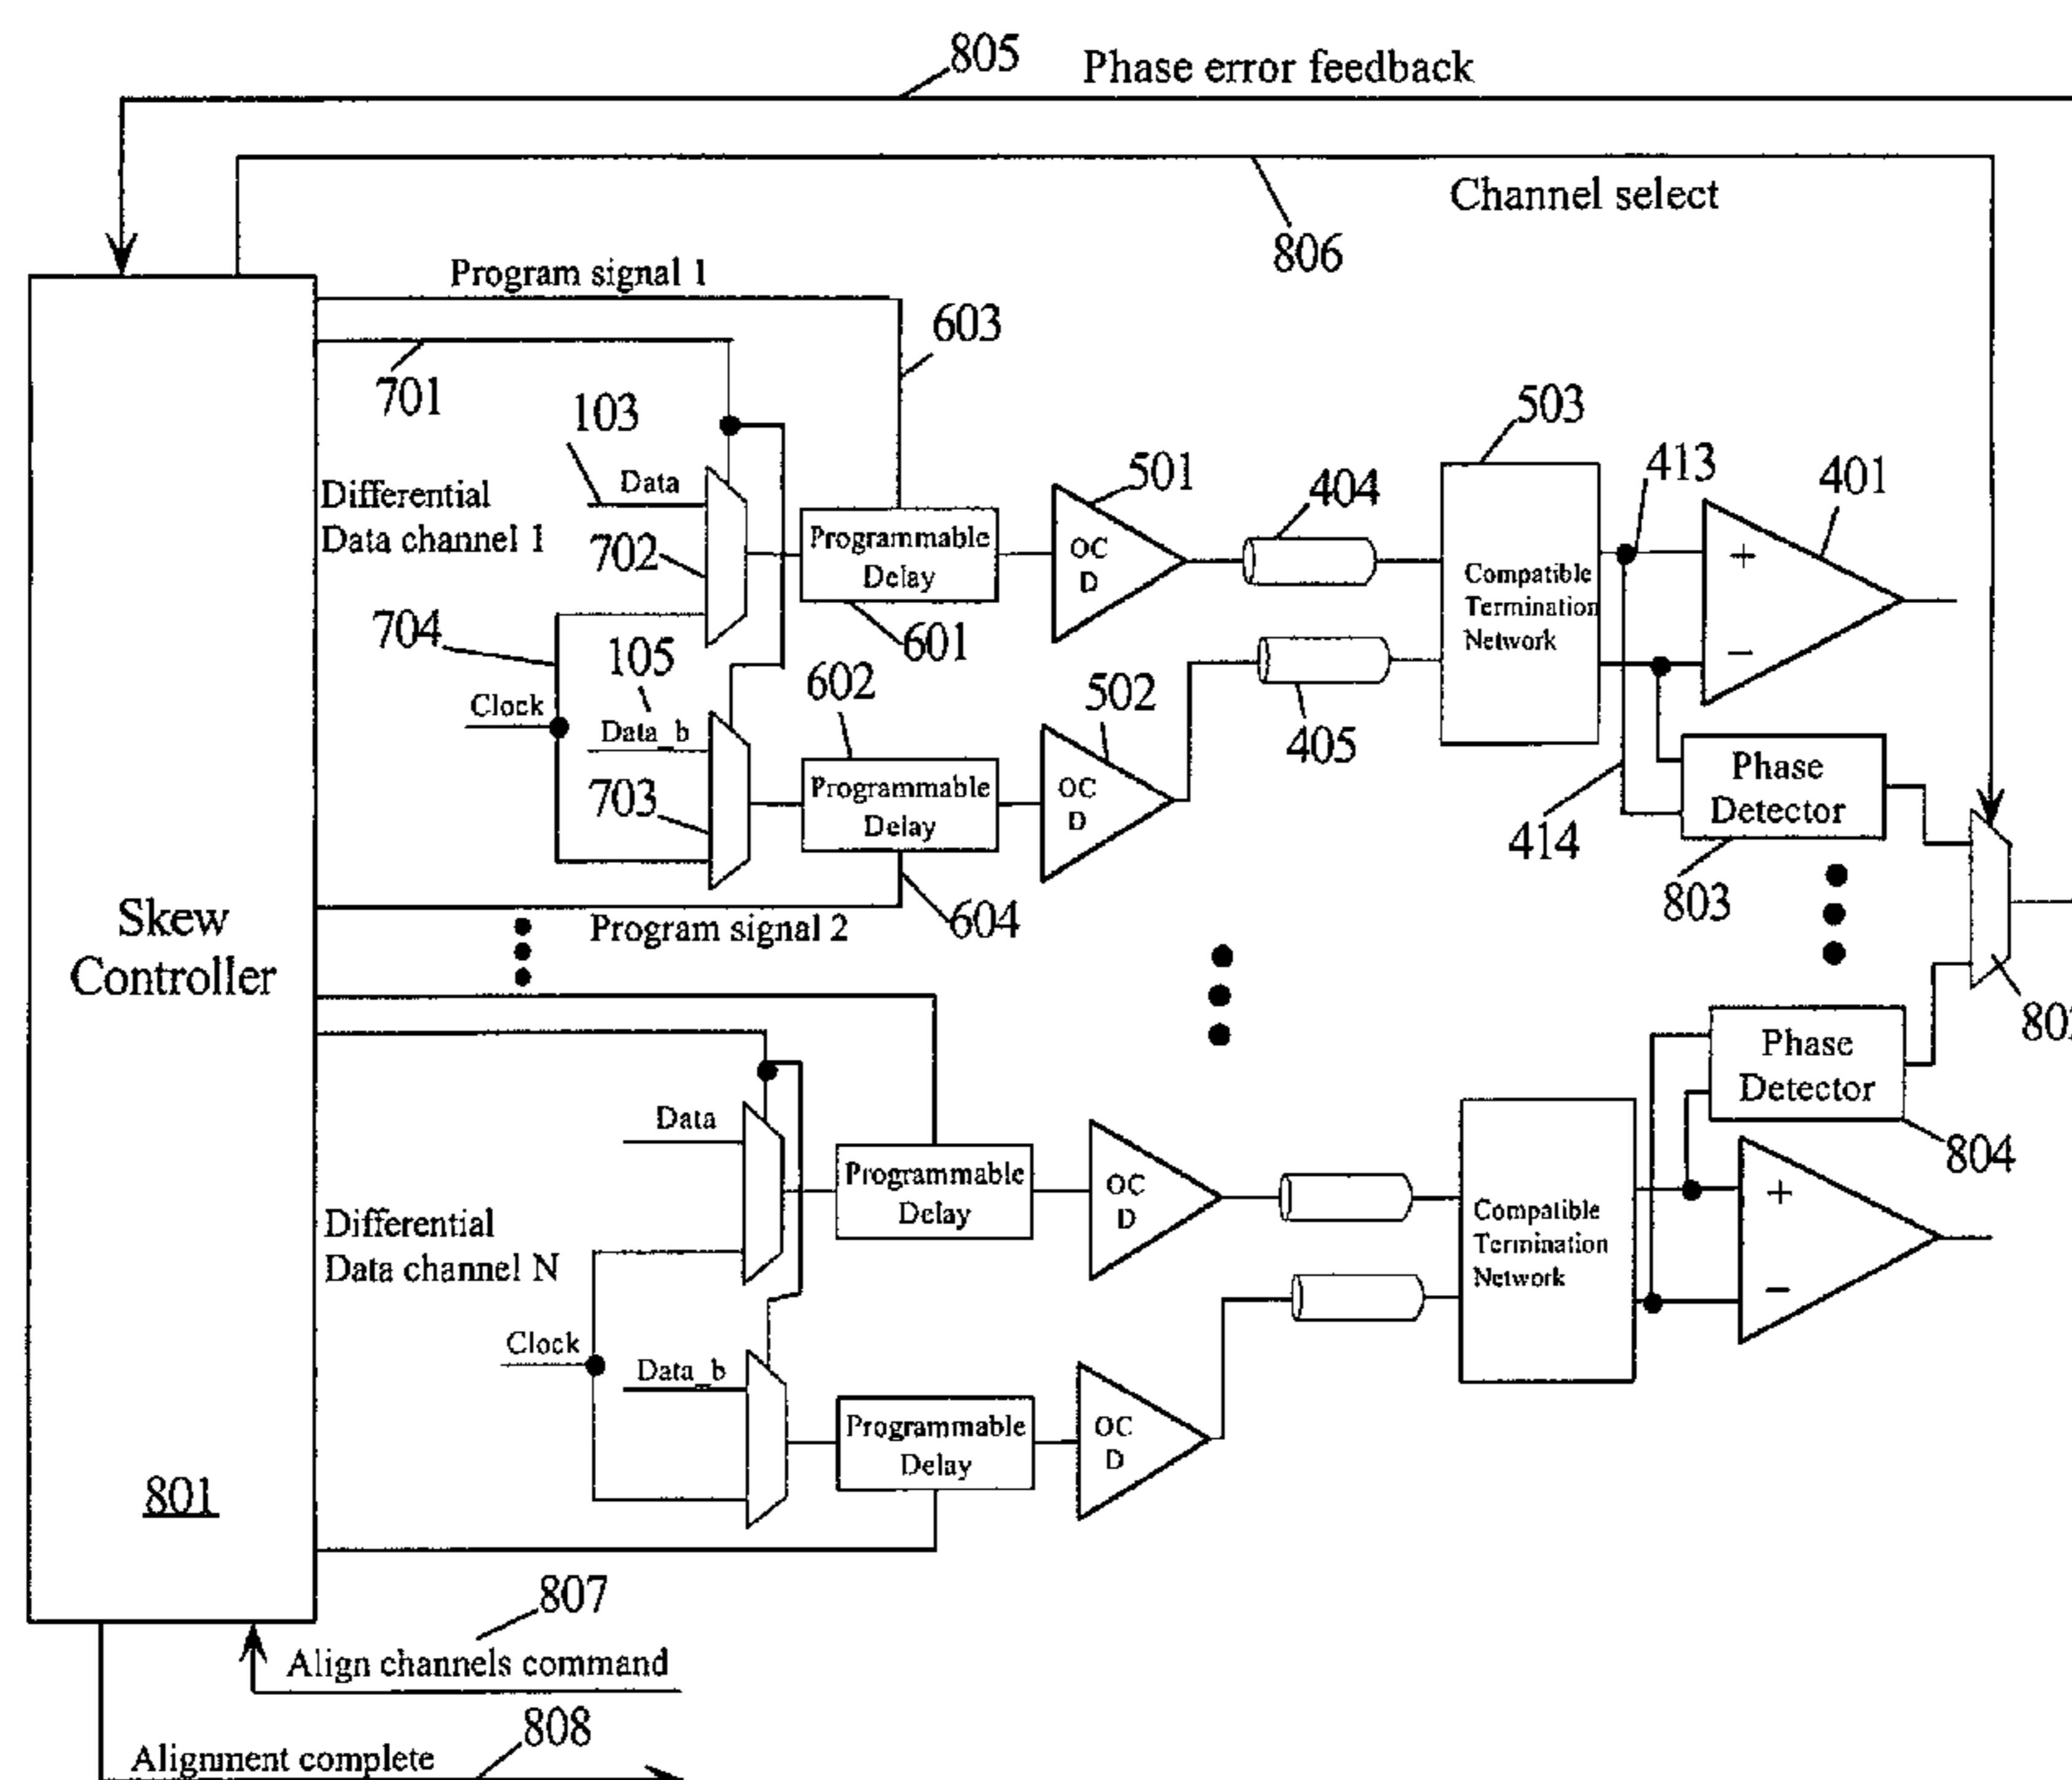 805
Phase error feedback
Channel select
806
Program signal 1
603
701
103
Data
Differential
Data channel 1
702
Programmable
Delay
601
501
OC
D
404
503
Compatible
Termination
Network
413
401
+
−
704
105
Clock
Data_b
703
602
Programmable
Delay
502
OC
D
405
414
Phase
Detector
803
604
Program signal 2
Skew
Controller
801
Data
Differential
Data channel N
Programmable
Delay
OC
D
Compatible
Termination
Network
Phase
Detector
804
+
−
Clock
Data_b
Programmable
Delay
OC
D
807
Align channels command
808
Alignment complete